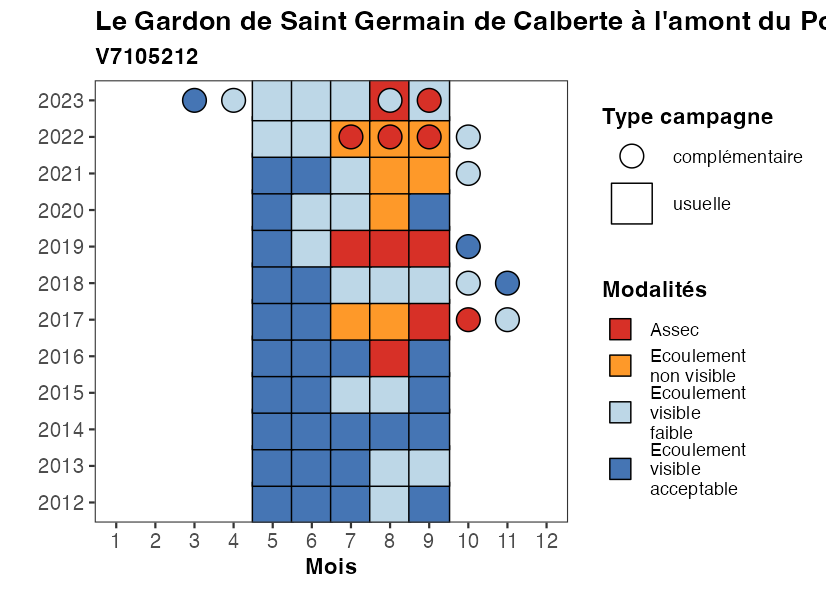 Le Gardon de Saint Germain de Calberte à l'amont du
V7105212
2023
2022
2021
2020
2019
2018
2017
2016
2015
2014
2013
2012
1 2 3 4 5 6 7 8 9 10 11 12
Mois
Type campagne
complémentaire
usuelle
Modalités
Assec
Ecoulement
non visible
Ecoulement
visible
faible
Ecoulement
visible
acceptable